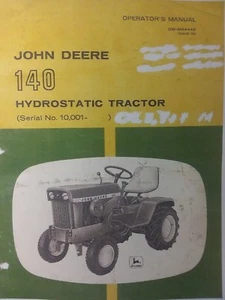 OPERATOR'S MANUAL
JOHN DEERE
140
HYDROSTATIC TRACTOR
(Serial No. 10,001- )